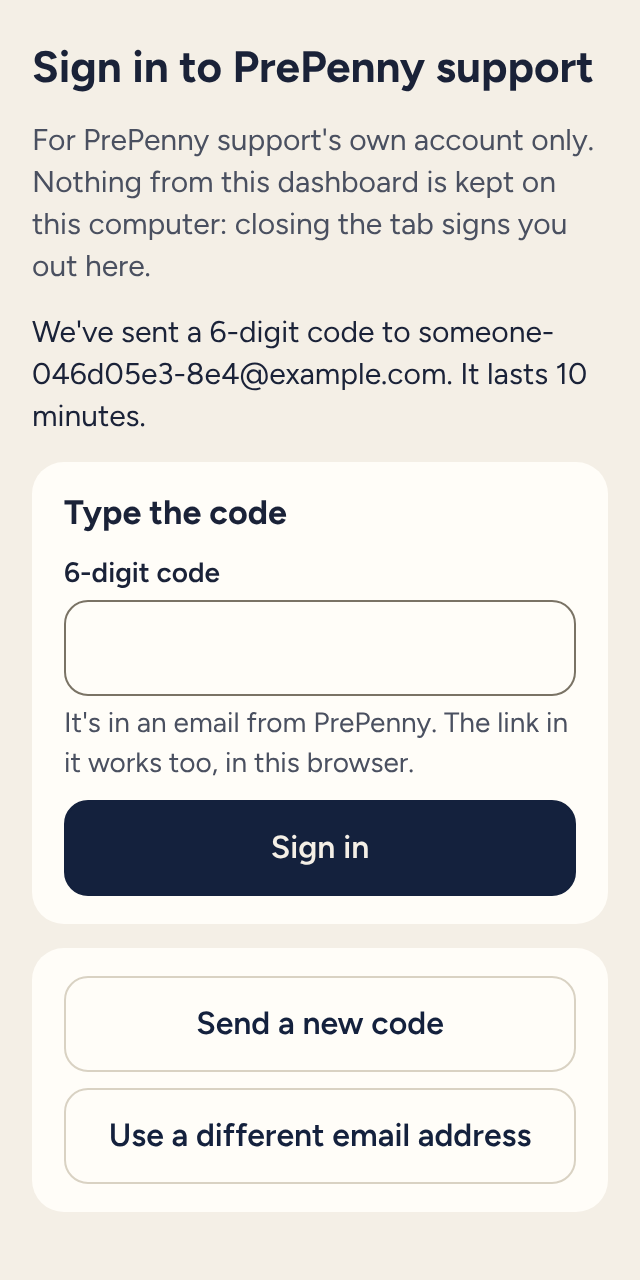 Sign in to PrePenny support
For PrePenny support's own account only.
Nothing from this dashboard is kept on
this computer: closing the tab signs you
out here.
We've sent a 6-digit code to someone-
046d05e3-8e4@example.com. It lasts 10
minutes.
Type the code
6-digit code
It's in an email from PrePenny. The link in
it works too, in this browser.
Sign in
Send a new code
Use a different email address